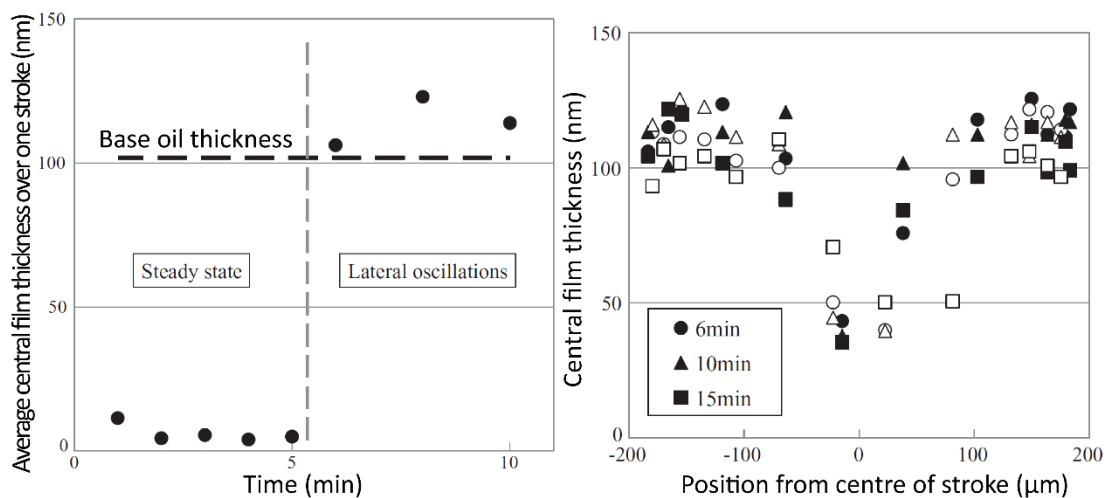 Average central film thickness over one stroke (nm)
150
100
50
0
Base oil thickness
Steady state
Lateral oscillations
0
5
10
Time (min)
Central film thickness (nm)
150
100
50
0
6min
10min
15min
-200
-100
0
100
200
Position from centre of stroke (μm)